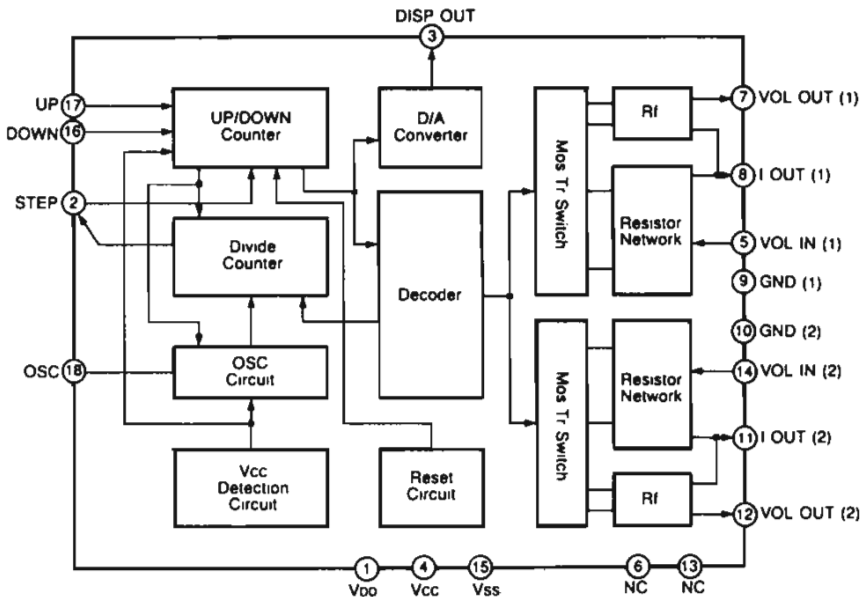 DISP OUT
3
UP 17
DOWN 16
STEP 2
OSC 18
UP/DOWN
Counter
D/A
Converter
Divide
Counter
Decoder
OSC
Circuit
Vcc
Detection
Circuit
Reset
Circuit
Mos Tr Switch
Rf
Resistor
Network
Mos Tr Switch
Resistor
Network
Rf
7 VOL OUT (1)
8 I OUT (1)
5 VOL IN (1)
9 GND (1)
10 GND (2)
14 VOL IN (2)
11 I OUT (2)
12 VOL OUT (2)
1 4 15 6 13
VDD VCC VSS NC NC